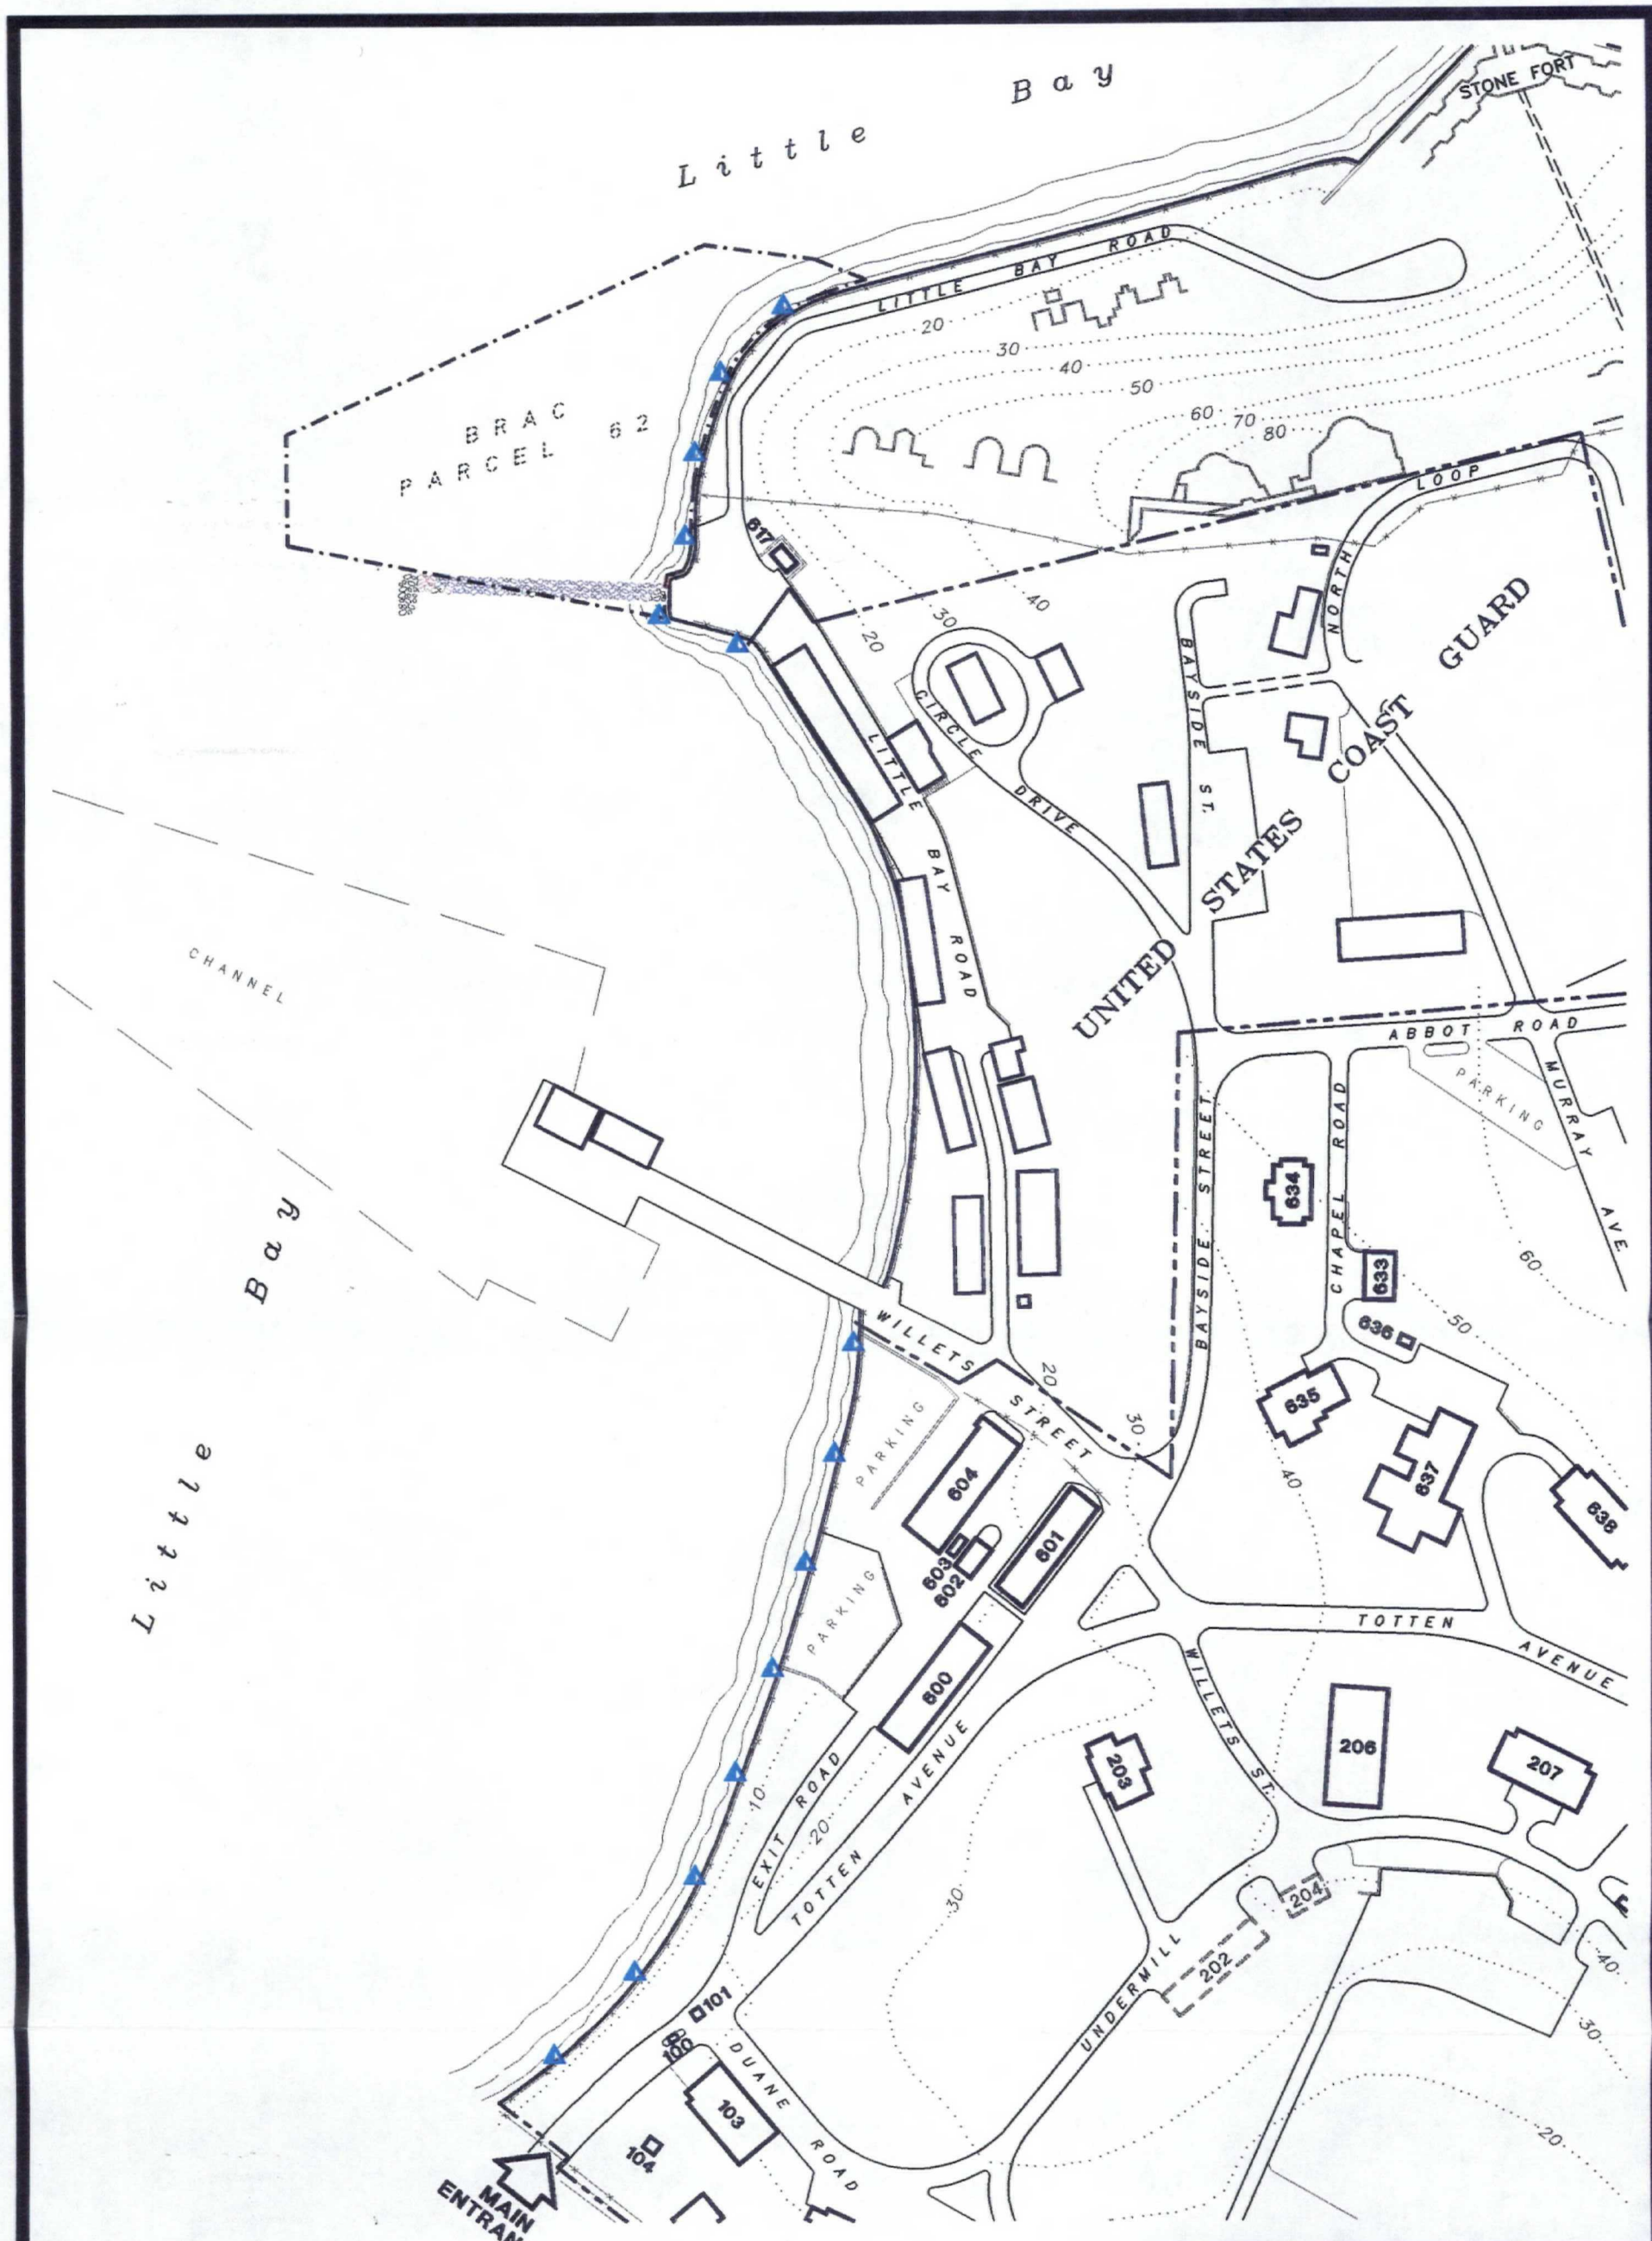 Little Bay
STONE FORT
LITTLE BAY ROAD
20
30
40
50
60
70
80
BRAC
PARCEL 62
LOOP
617
NORTH
40
30
20
GUARD
BAYSIDE ST.
CIRCLE
DRIVE
LITTLE
BAY
ROAD
COAST
STATES
UNITED
CHANNEL
ABBOT ROAD
PARKING
MURRAY
AVE
BAYSIDE STREET
CHAPEL ROAD
634
633
60
50
636
Little Bay
WILLETS
STREET
20
30
635
637
638
40
PARKING
604
601
603
602
PARKING
TOTTEN
AVENUE
600
WILLETS ST.
206
207
203
EXIT ROAD
10
20
TOTTEN AVENUE
30
204
202
40
30
UNDERMILL
101
100
DUANE
ROAD
103
104
20
MAIN
ENTRAN